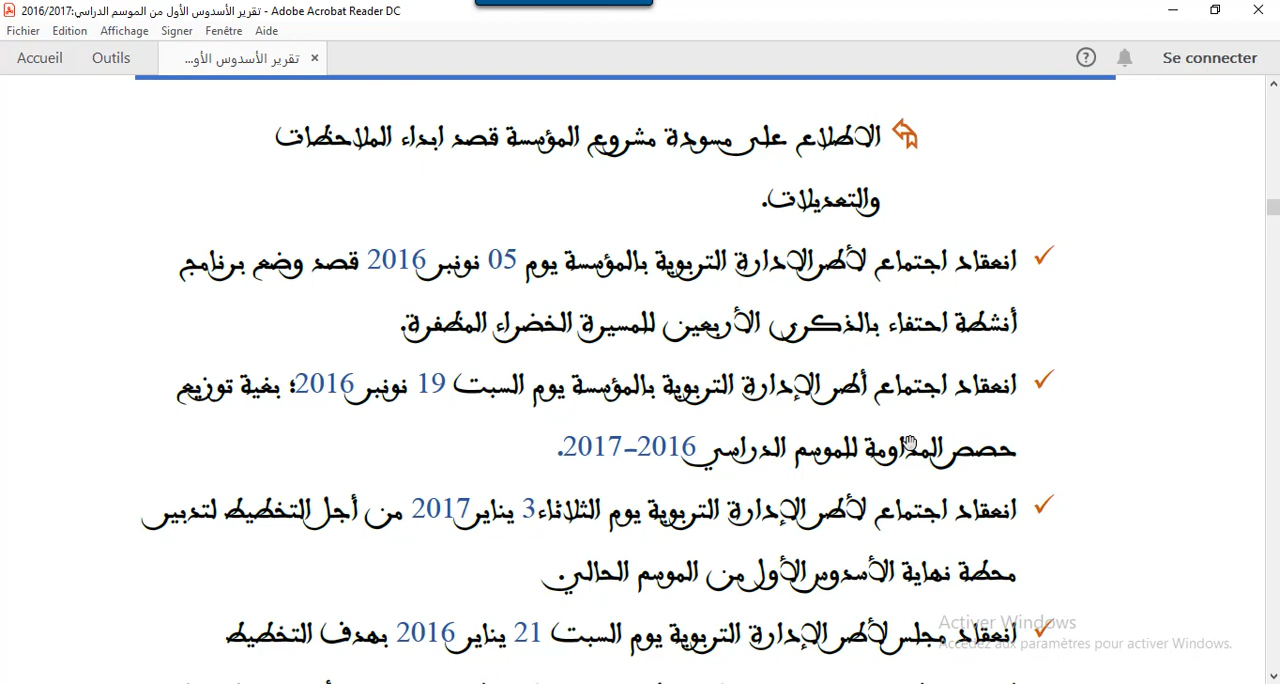 تقرير الأسدوس الأول من الموسم الدراسي:2016/2017 - Adobe Acrobat Reader DC
Fichier Edition Affichage Signer Fenêtre Aide
Accueil Outils تقرير الأسدوس الأو... × Se connecter
الاطلاع على مسودة مشروع المؤسسة قصد ابداء الملاحظات
والتعديلات.
انعقاد اجتماع لأطر الإدارة التربوية بالمؤسسة يوم 05 نونبر 2016 قصد وضع برنامج
أنشطة احتفاء بالذكرى الأربعين للمسيرة الخضراء المظفرة.
انعقاد اجتماع أطر الإدارة التربوية بالمؤسسة يوم السبت 19 نونبر 2016؛ بغية توزيع
حصص المداومة للموسم الدراسي 2016-2017.
انعقاد اجتماع لأطر الإدارة التربوية يوم الثلاثاء 3 يناير 2017 من أجل التخطيط لتدبير
محطة نهاية الأسدوس الأول من الموسم الحالي.
انعقاد مجلس لأطر الإدارة التربوية يوم السبت 21 يناير 2016 بهدف التخطيط
Activer Windows
Accédez aux paramètres pour activer Windows.